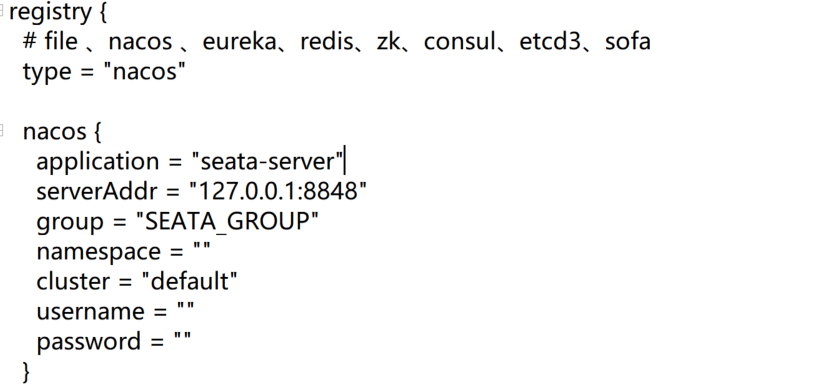 registry {
# file 、nacos 、eureka、redis、zk、consul、etcd3、sofa
type = "nacos"
nacos {
application = "seata-server"
serverAddr = "127.0.0.1:8848"
group = "SEATA_GROUP"
namespace = ""
cluster = "default"
username = ""
password = ""
}